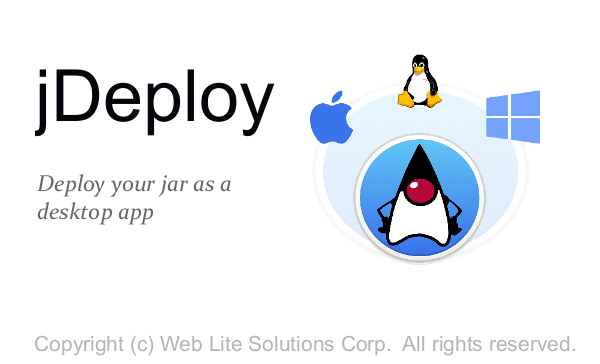 jDeploy
Deploy your jar as a
desktop app
Copyright (c) Web Lite Solutions Corp.  All rights reserved.